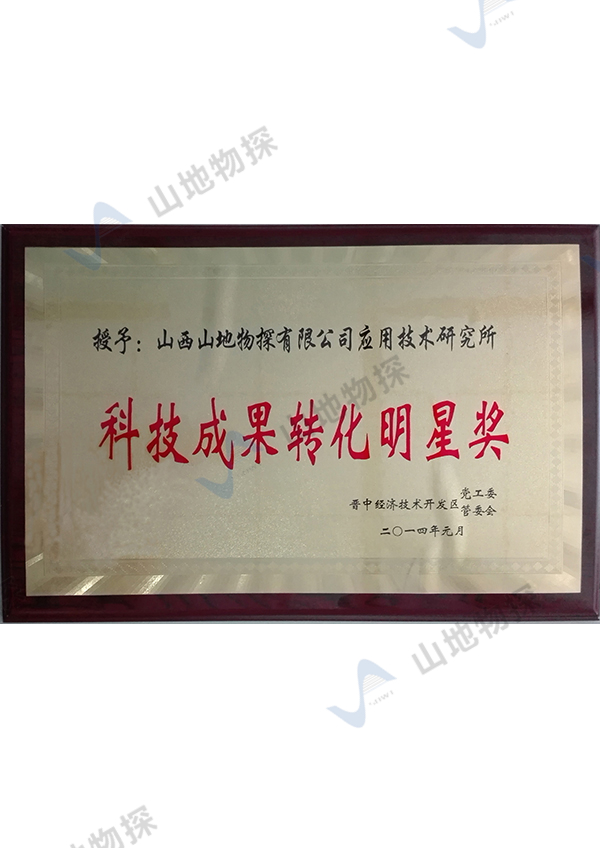 山地物探
授予：山西山地物探有限公司应用技术研究所
山地物探
科技成果转化明星奖
晋中经济技术开发区党工委
管委会
二〇一四年元月
山地物探
山地物探